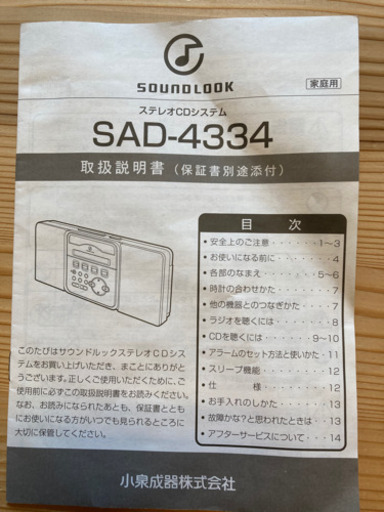 SOUNDLOOK
家庭用
ステレオCDシステム
SAD-4334
取扱説明書（保証書別途添付）
目 次
・安全上のご注意・・・・・・・1～3
・お使いになる前に・・・・・・・4
・各部のなまえ・・・・・・・5～6
・時計の合わせかた・・・・・・・7
・他の機器とのつなぎかた・・・・7
・ラジオを聴くには・・・・・・・8
・CDを聴くには・・・・・・9～10
・アラームのセット方法と使いかた・11
・スリープ機能・・・・・・・・12
・仕 様・・・・・・・・・・12
・お手入れのしかた・・・・・・13
・故障かな?と思われたときは・・13
・アフターサービスについて・・・14
このたびはサウンドルックステレオCDシス
テムをお買い上げいただき、まことにありがと
うございます。正しくご使用いただくために、ご
使用前に必ずこの取扱説明書をお読みください。
なお、お読みになられたあとも、保証書ととも
にお使いになる方がいつでも見られるところに
大切に保管してください。
小泉成器株式会社